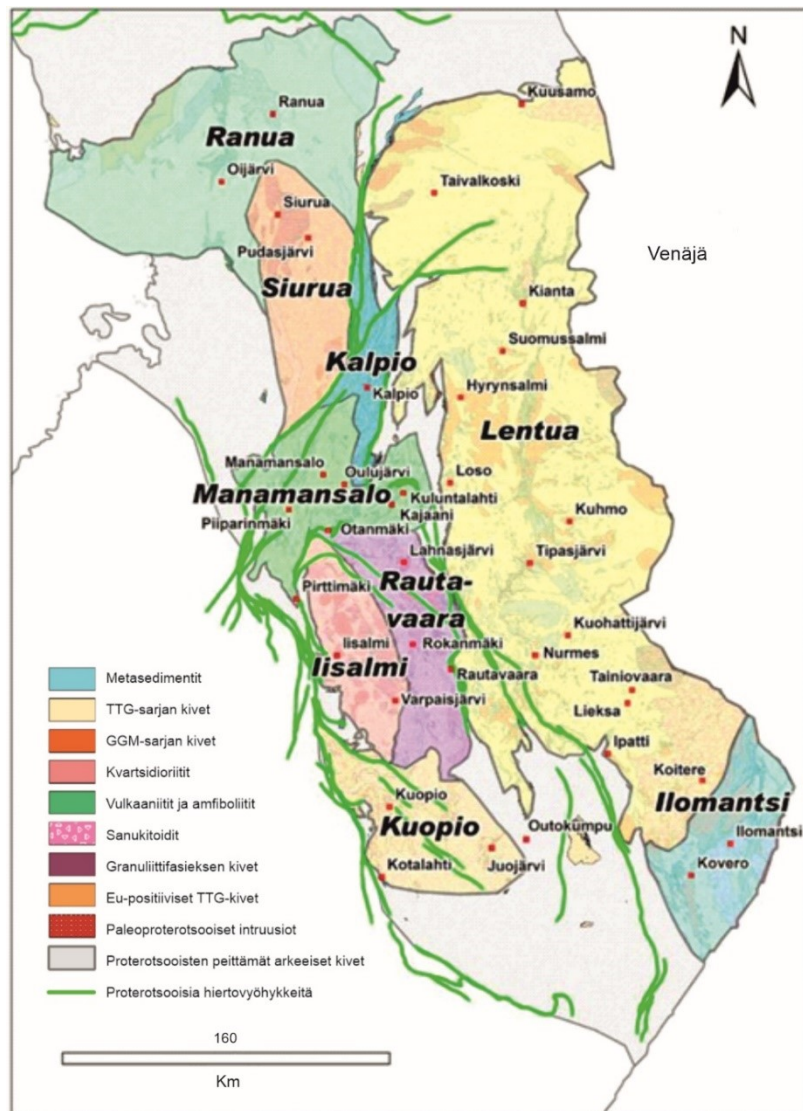 N
Kuusamo
Ranua
Ranua
Oijärvi
Taivalkoski
Siurua
Pudasjärvi
Venäjä
Siurua
Kianta
Suomussalmi
Kalpio
Kalpio
Hyrynsalmi
Lentua
Manamansalo
Oulujärvi
Loso
Manamansalo
Kuluntalahti
Piiparinmäki
Kajaani
Kuhmo
Otanmäki
Lahnasjärvi
Tipasjärvi
Rauta-
vaara
Pirttimäki
Kuohattijärvi
Iisalmi
Rokanmäki
Nurmes
Iisalmi
Rautavaara
Tainiovaara
Varpaisjärvi
Lieksa
Ipatti
Koitere
Ilomantsi
Kuopio
Kuopio
Outokumpu
Ilomantsi
Juojärvi
Kotalahti
Kovero
Metasedimentit
TTG-sarjan kivet
GGM-sarjan kivet
Kvartsidioriitit
Vulkaaniitit ja amfiboliitit
Sanukitoidit
Granuliittifasieksen kivet
Eu-positiiviset TTG-kivet
Paleoproterotsooiset intruusiot
Proterotsooisten peittämät arkeeiset kivet
Proterotsooisia hiertovyöhykkeitä
160
Km